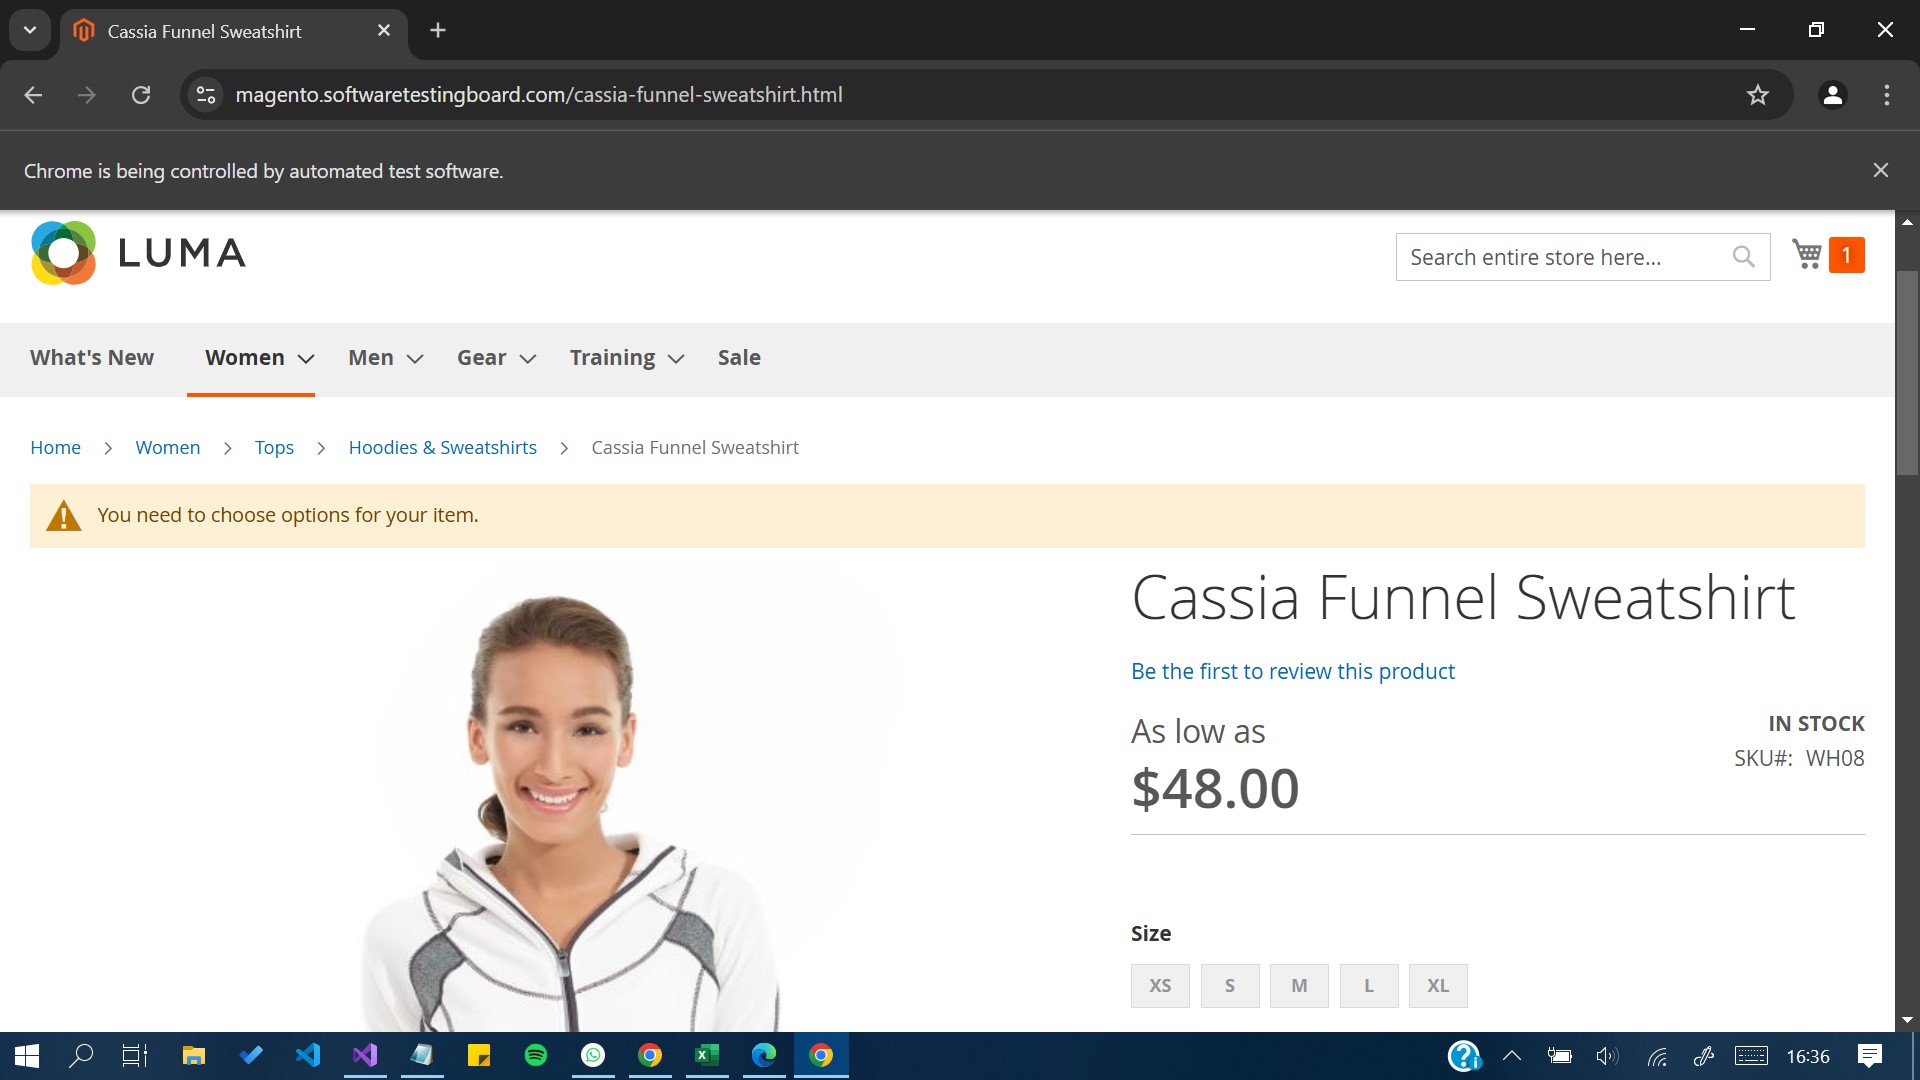 Cassia Funnel Sweatshirt
magento.softwaretestingboard.com/cassia-funnel-sweatshirt.html
Chrome is being controlled by automated test software.
LUMA
Search entire store here...
1
What's New Women Men Gear Training Sale
Home Women Tops Hoodies & Sweatshirts Cassia Funnel Sweatshirt
You need to choose options for your item.
Cassia Funnel Sweatshirt
Be the first to review this product
As low as
$48.00
IN STOCK
SKU#: WH08
Size
XS S M L XL
16:36